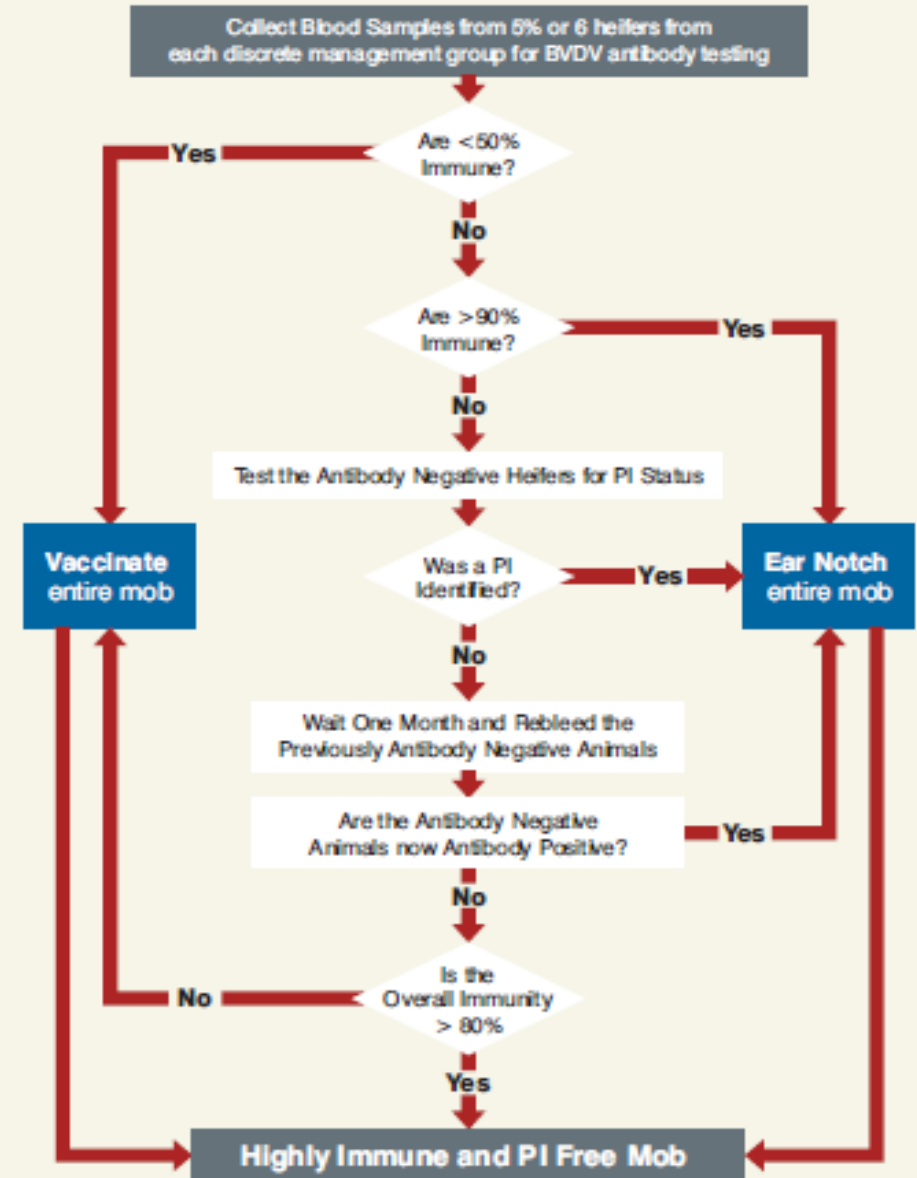 Collect Blood Samples from 5% or 6 heifers from
each discrete management group for BVDV antibody testing
Are <50%
Immune?
Yes
No
Are >90%
Immune?
Yes
No
Test the Antibody Negative Heifers for PI Status
Vaccinate
entire mob
Was a PI
Identified?
Yes
Ear Notch
entire mob
No
Wait One Month and Rebleed the
Previously Antibody Negative Animals
Are the Antibody Negative
Animals now Antibody Positive?
Yes
No
Is the
Overall Immunity
> 80%
No
Yes
Highly Immune and PI Free Mob